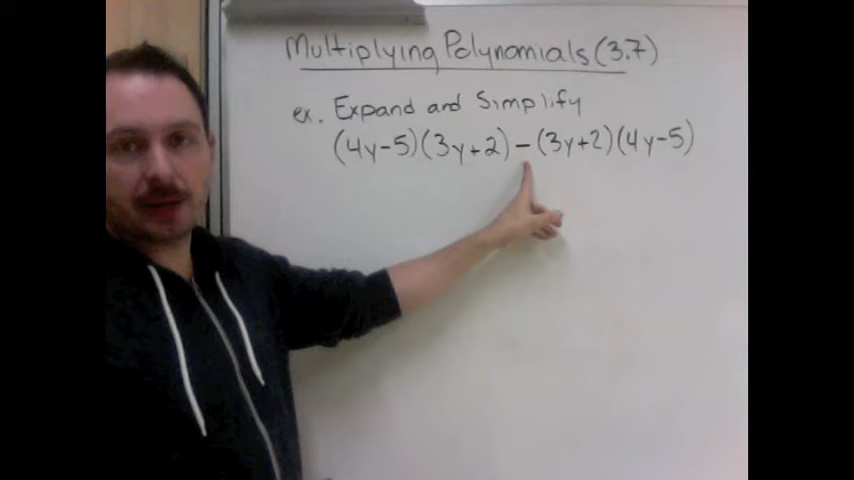 Multiplying Polynomials (3.7)
ex. Expand and Simplify
(4y-5)(3y+2)-(3y+2)(4y-5)